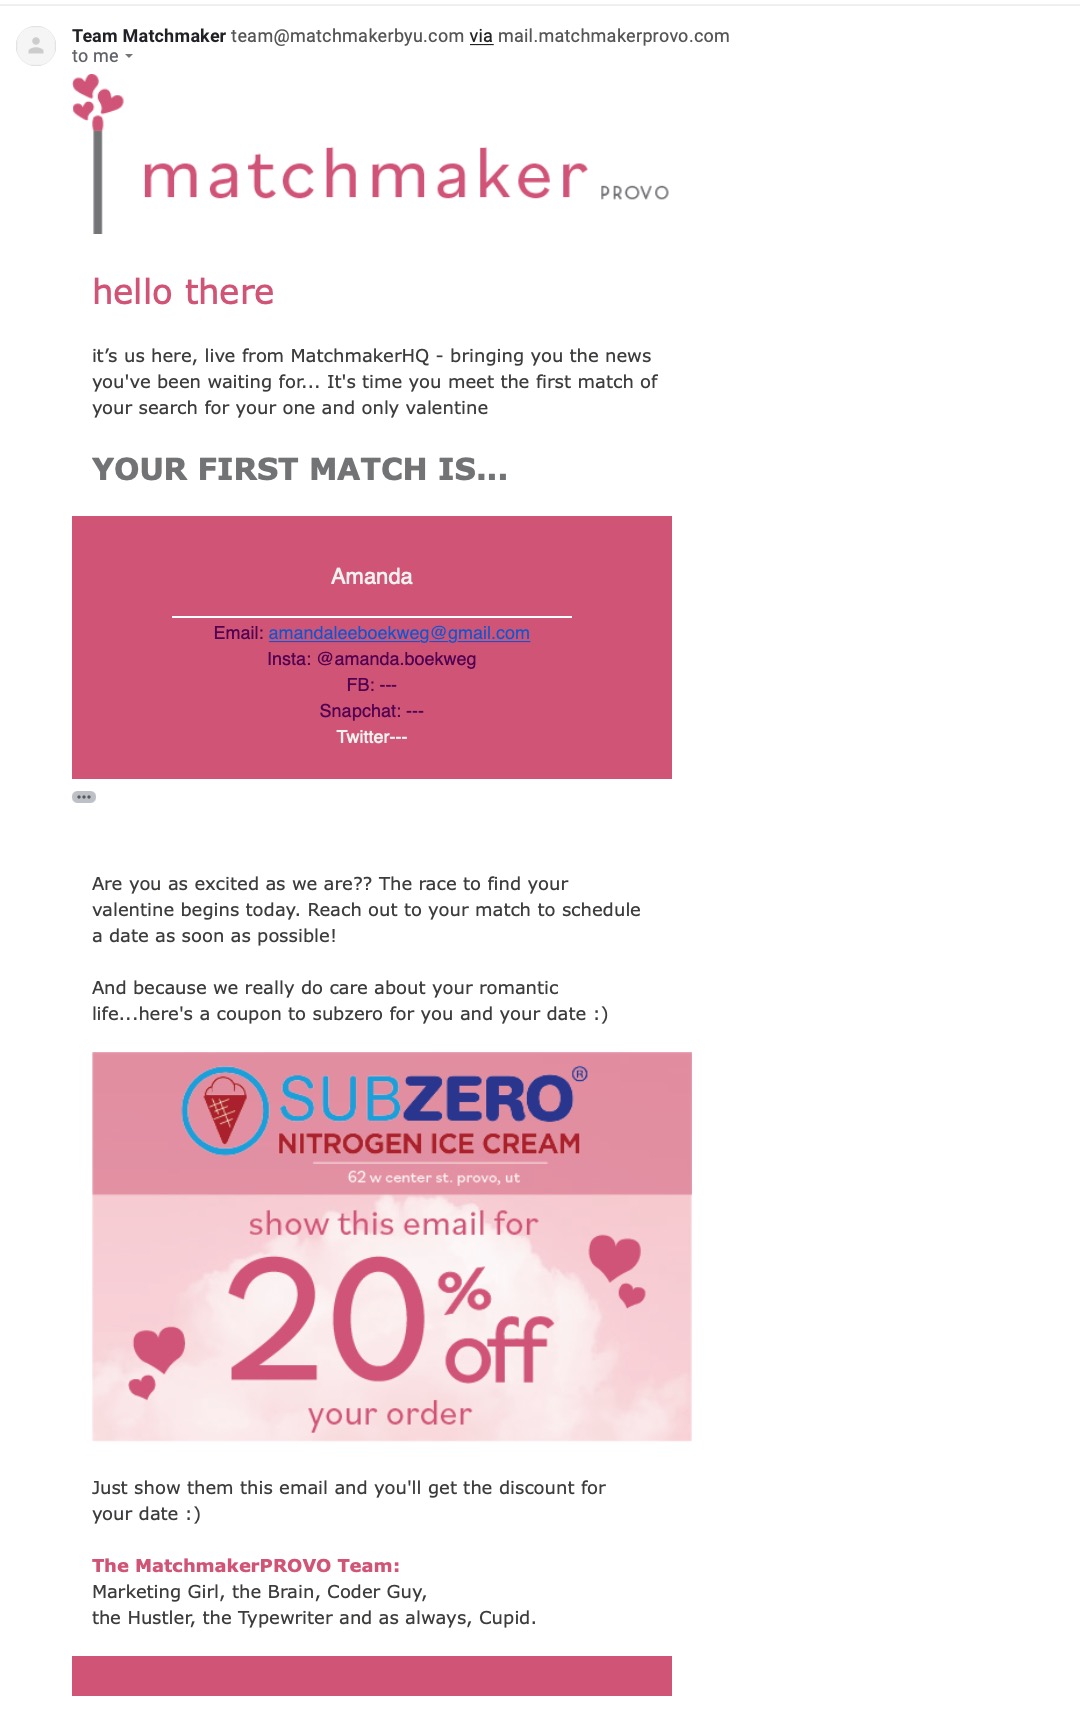 Team Matchmaker team@matchmakerbyu.com via mail.matchmakerprovo.com
to me
matchmaker PROVO
hello there
it’s us here, live from MatchmakerHQ - bringing you the news
you've been waiting for... It's time you meet the first match of
your search for your one and only valentine
YOUR FIRST MATCH IS...
Amanda
Email: amandaleeboekweg@gmail.com
Insta: @amanda.boekweg
FB: ---
Snapchat: ---
Twitter---
Are you as excited as we are?? The race to find your
valentine begins today. Reach out to your match to schedule
a date as soon as possible!
And because we really do care about your romantic
life...here's a coupon to subzero for you and your date :)
SUBZERO®
NITROGEN ICE CREAM
62 w center st. provo, ut
show this email for
20% off
your order
Just show them this email and you'll get the discount for
your date :)
The MatchmakerPROVO Team:
Marketing Girl, the Brain, Coder Guy,
the Hustler, the Typewriter and as always, Cupid.